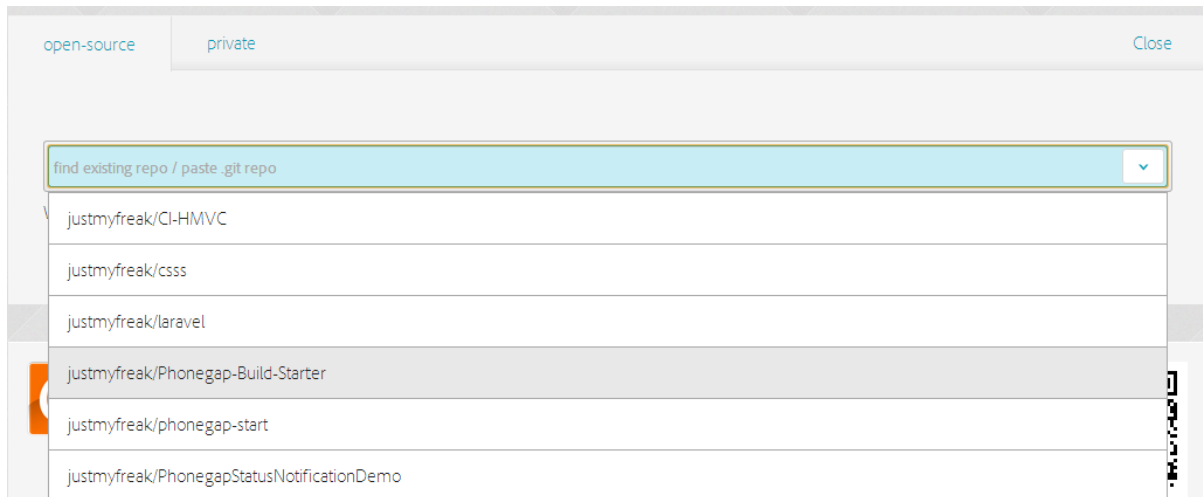 open-source private Close
find existing repo / paste .git repo
justmyfreak/CI-HMVC
justmyfreak/csss
justmyfreak/laravel
justmyfreak/Phonegap-Build-Starter
justmyfreak/phonegap-start
justmyfreak/PhonegapStatusNotificationDemo